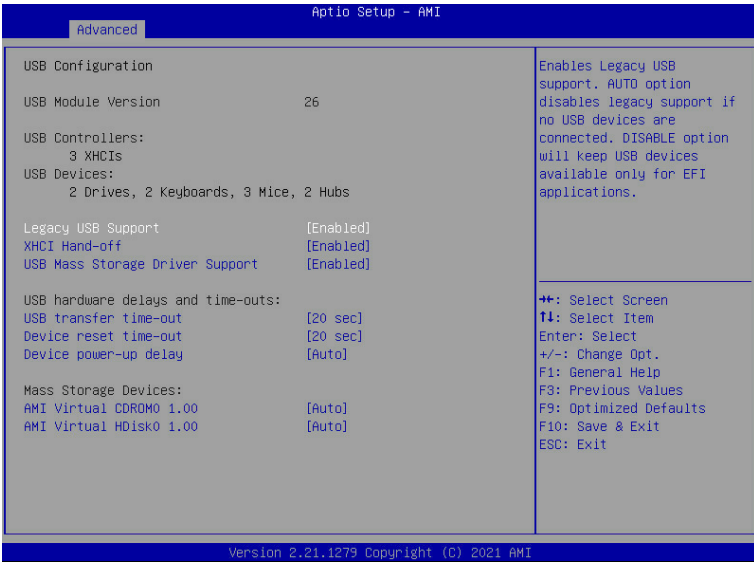 Aptio Setup – AMI
Advanced
USB Configuration
USB Module Version 26
USB Controllers:
3 XHCIs
USB Devices:
2 Drives, 2 Keyboards, 3 Mice, 2 Hubs
Legacy USB Support [Enabled]
XHCI Hand-off [Enabled]
USB Mass Storage Driver Support [Enabled]
USB hardware delays and time-outs:
USB transfer time-out [20 sec]
Device reset time-out [20 sec]
Device power-up delay [Auto]
Mass Storage Devices:
AMI Virtual CDROM0 1.00 [Auto]
AMI Virtual HDisk0 1.00 [Auto]
Enables Legacy USB
support. AUTO option
disables legacy support if
no USB devices are
connected. DISABLE option
will keep USB devices
available only for EFI
applications.
→←: Select Screen
↑↓: Select Item
Enter: Select
+/-: Change Opt.
F1: General Help
F3: Previous Values
F9: Optimized Defaults
F10: Save & Exit
ESC: Exit
Version 2.21.1279 Copyright (C) 2021 AMI